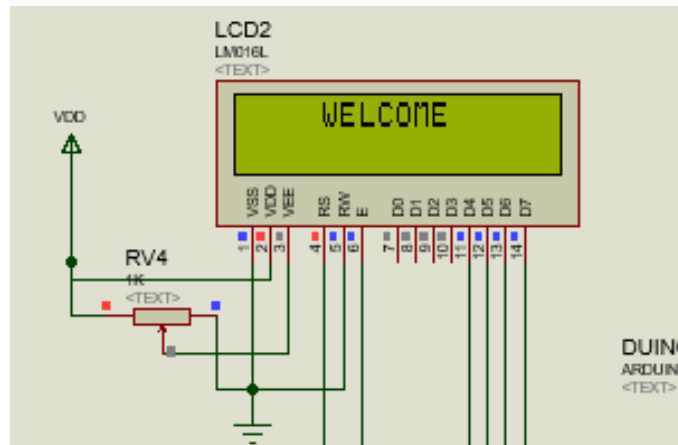 LCD2
LM016L
<TEXT>
VDD
WELCOME
VSS
VDD
VEE
RS
RW
E
D0
D1
D2
D3
D4
D5
D6
D7
1
2
3
4
5
6
7
8
9
10
11
12
13
14
RV4
1K
<TEXT>
DUIN
ARDUIN
<TEXT>